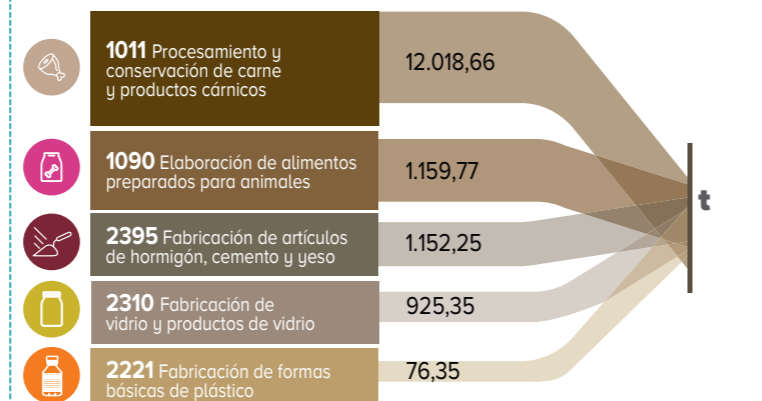 1011 Procesamiento y
conservación de carne
y productos cárnicos
12.018,66
1090 Elaboración de alimentos
preparados para animales
1.159,77
2395 Fabricación de artículos
de hormigón, cemento y yeso
1.152,25
2310 Fabricación de
vidrio y productos de vidrio
925,35
2221 Fabricación de formas
básicas de plástico
76,35
t